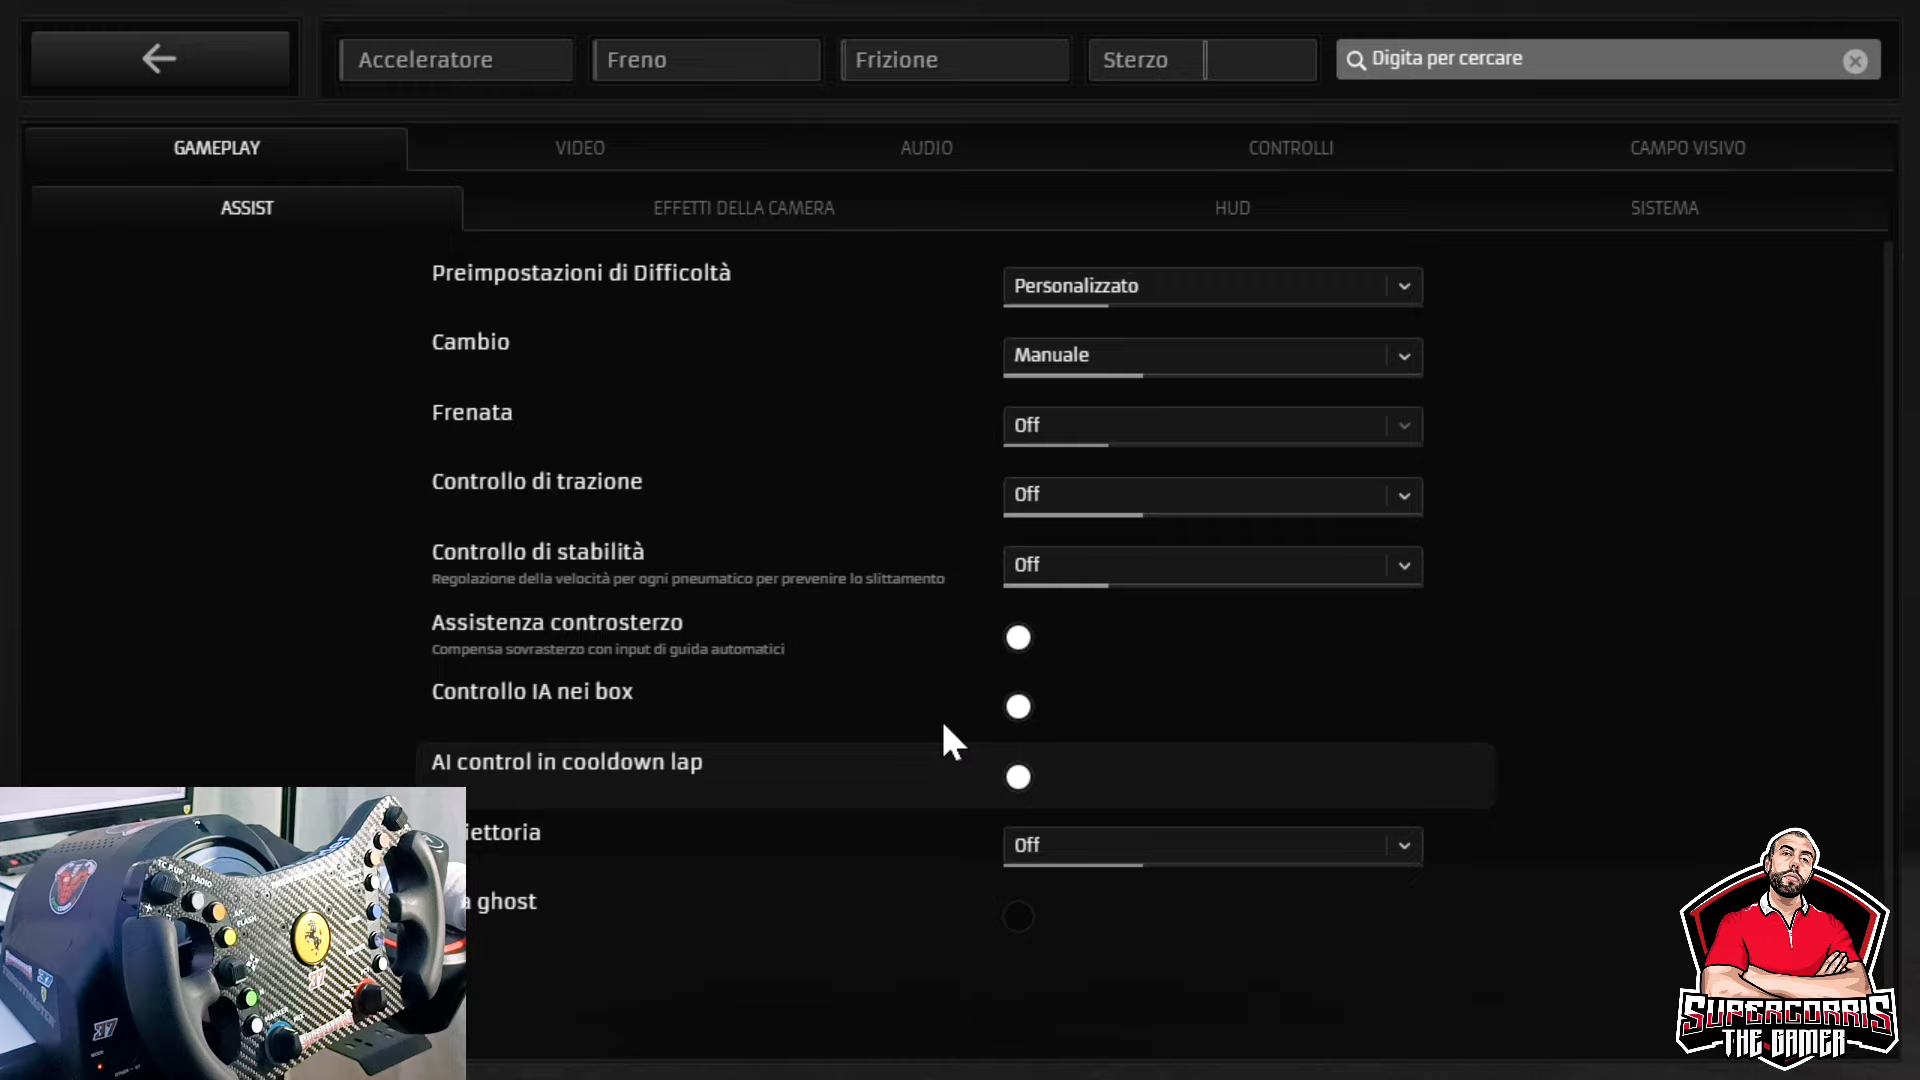 Acceleratore
Freno
Frizione
Sterzo
Digita per cercare
GAMEPLAY
VIDEO
AUDIO
CONTROLLI
CAMPO VISIVO
ASSIST
EFFETTI DELLA CAMERA
HUD
SISTEMA
Preimpostazioni di Difficoltà
Personalizzato
Cambio
Manuale
Frenata
Off
Controllo di trazione
Off
Controllo di stabilità
Regolazione della velocità per ogni pneumatico per prevenire lo slittamento
Off
Assistenza controsterzo
Compensa sovrasterzo con input di guida automatici
Controllo IA nei box
AI control in cooldown lap
iettoria
Off
a ghost
RADIO
FLASH
MODE
SUPERCORRIS
THE GAMER